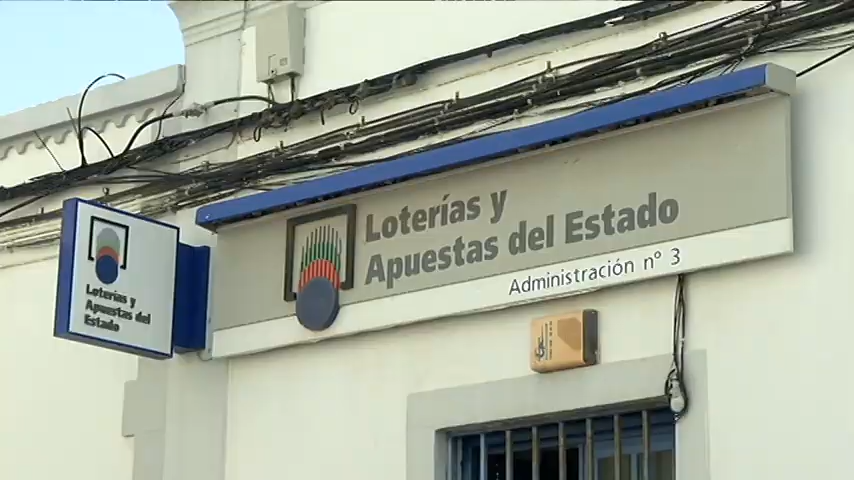 Loterías y
Apuestas del Estado
Administración nº 3
Loterías y
Apuestas del
Estado